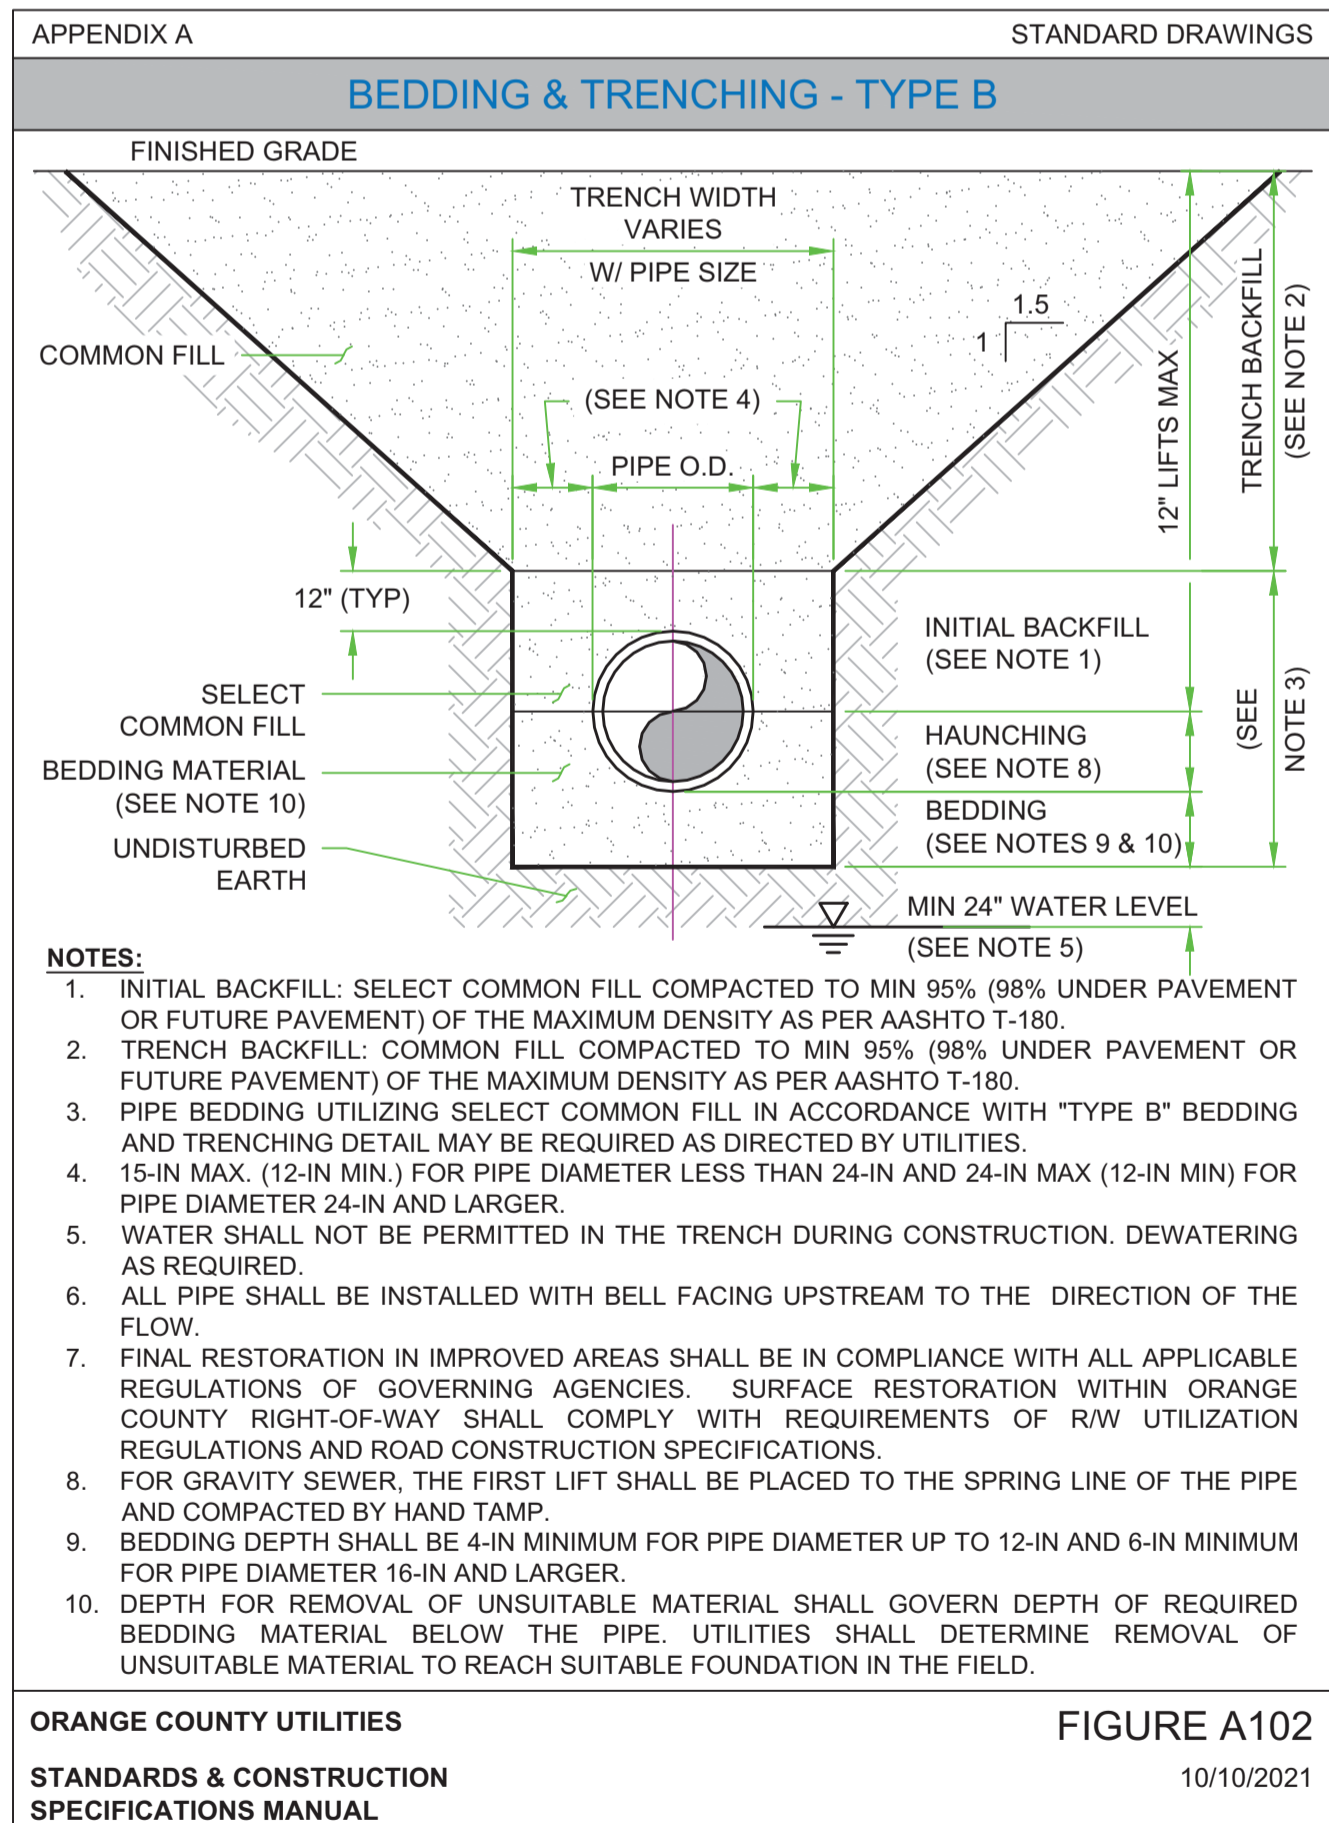 APPENDIX A
STANDARD DRAWINGS
BEDDING & TRENCHING - TYPE B
FINISHED GRADE
TRENCH WIDTH
VARIES
W/ PIPE SIZE
1.5
1
COMMON FILL
(SEE NOTE 4)
PIPE O.D.
12" LIFTS MAX
TRENCH BACKFILL
(SEE NOTE 2)
12" (TYP)
INITIAL BACKFILL
(SEE NOTE 1)
SELECT
COMMON FILL
HAUNCHING
(SEE NOTE 8)
(SEE
NOTE 3)
BEDDING MATERIAL
(SEE NOTE 10)
BEDDING
(SEE NOTES 9 & 10)
UNDISTURBED
EARTH
MIN 24" WATER LEVEL
(SEE NOTE 5)
NOTES:
1. INITIAL BACKFILL: SELECT COMMON FILL COMPACTED TO MIN 95% (98% UNDER PAVEMENT
OR FUTURE PAVEMENT) OF THE MAXIMUM DENSITY AS PER AASHTO T-180.
2. TRENCH BACKFILL: COMMON FILL COMPACTED TO MIN 95% (98% UNDER PAVEMENT OR
FUTURE PAVEMENT) OF THE MAXIMUM DENSITY AS PER AASHTO T-180.
3. PIPE BEDDING UTILIZING SELECT COMMON FILL IN ACCORDANCE WITH "TYPE B" BEDDING
AND TRENCHING DETAIL MAY BE REQUIRED AS DIRECTED BY UTILITIES.
4. 15-IN MAX. (12-IN MIN.) FOR PIPE DIAMETER LESS THAN 24-IN AND 24-IN MAX (12-IN MIN) FOR
PIPE DIAMETER 24-IN AND LARGER.
5. WATER SHALL NOT BE PERMITTED IN THE TRENCH DURING CONSTRUCTION. DEWATERING
AS REQUIRED.
6. ALL PIPE SHALL BE INSTALLED WITH BELL FACING UPSTREAM TO THE DIRECTION OF THE
FLOW.
7. FINAL RESTORATION IN IMPROVED AREAS SHALL BE IN COMPLIANCE WITH ALL APPLICABLE
REGULATIONS OF GOVERNING AGENCIES. SURFACE RESTORATION WITHIN ORANGE
COUNTY RIGHT-OF-WAY SHALL COMPLY WITH REQUIREMENTS OF R/W UTILIZATION
REGULATIONS AND ROAD CONSTRUCTION SPECIFICATIONS.
8. FOR GRAVITY SEWER, THE FIRST LIFT SHALL BE PLACED TO THE SPRING LINE OF THE PIPE
AND COMPACTED BY HAND TAMP.
9. BEDDING DEPTH SHALL BE 4-IN MINIMUM FOR PIPE DIAMETER UP TO 12-IN AND 6-IN MINIMUM
FOR PIPE DIAMETER 16-IN AND LARGER.
10. DEPTH FOR REMOVAL OF UNSUITABLE MATERIAL SHALL GOVERN DEPTH OF REQUIRED
BEDDING MATERIAL BELOW THE PIPE. UTILITIES SHALL DETERMINE REMOVAL OF
UNSUITABLE MATERIAL TO REACH SUITABLE FOUNDATION IN THE FIELD.
ORANGE COUNTY UTILITIES
FIGURE A102
STANDARDS & CONSTRUCTION
SPECIFICATIONS MANUAL
10/10/2021